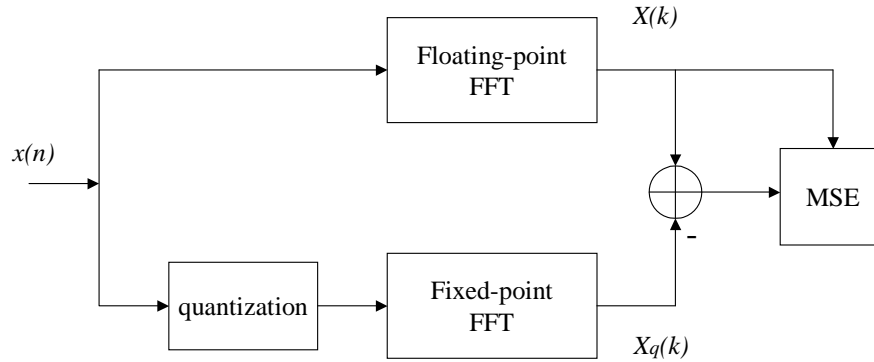 X(k)
Floating-point
FFT
x(n)
MSE
-
quantization
Fixed-point
FFT
Xq(k)